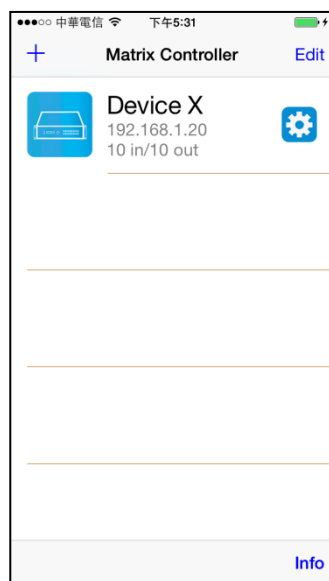 中華電信 下午5:31
+ Matrix Controller Edit
Device X
192.168.1.20
10 in/10 out
Info